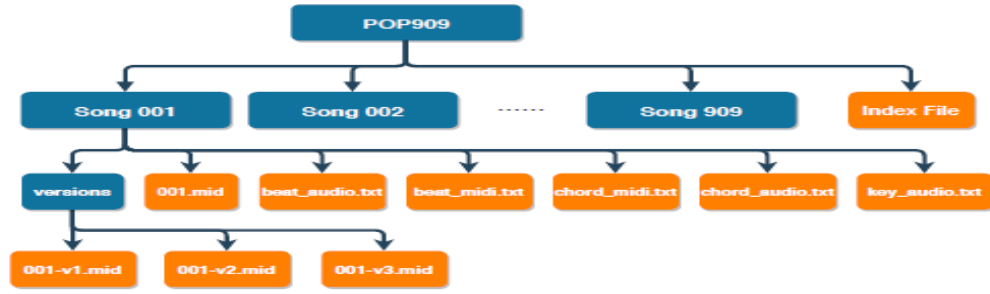 POP909
Song 001
Song 002
......
Song 909
Index File
versions
001.mid
beat_audio.txt
beat_midi.txt
chord_midi.txt
chord_audio.txt
key_audio.txt
001-v1.mid
001-v2.mid
001-v3.mid